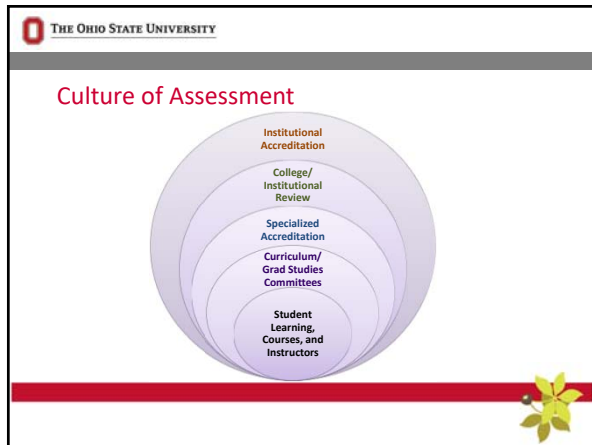 THE OHIO STATE UNIVERSITY
Culture of Assessment
Institutional
Accreditation
College/
Institutional
Review
Specialized
Accreditation
Curriculum/
Grad Studies
Committees
Student
Learning,
Courses, and
Instructors